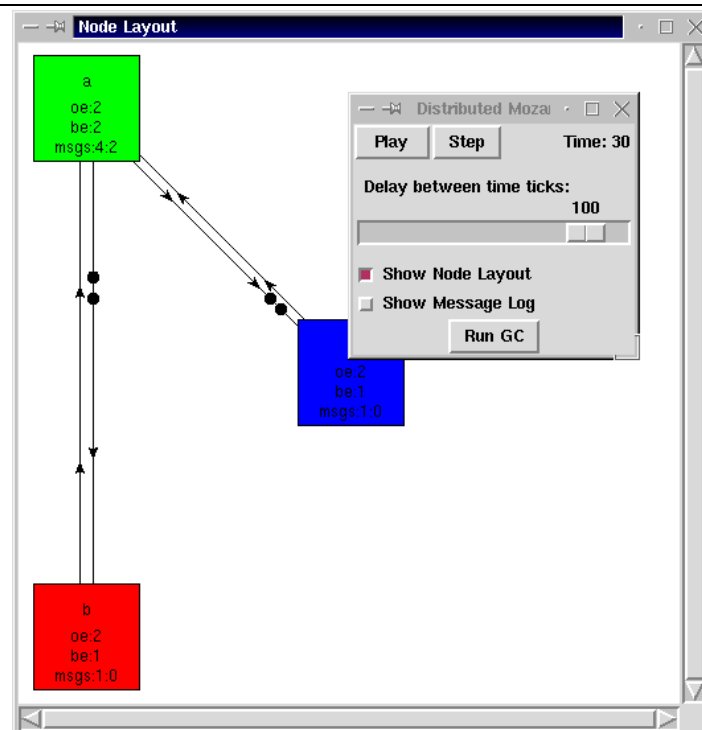 Node Layout
a
oe:2
be:2
msgs:4:2
Distributed Moza
Play Step Time: 30
Delay between time ticks:
100
Show Node Layout
Show Message Log
Run GC
oe:2
be:1
msgs:1:0
b
oe:2
be:1
msgs:1:0